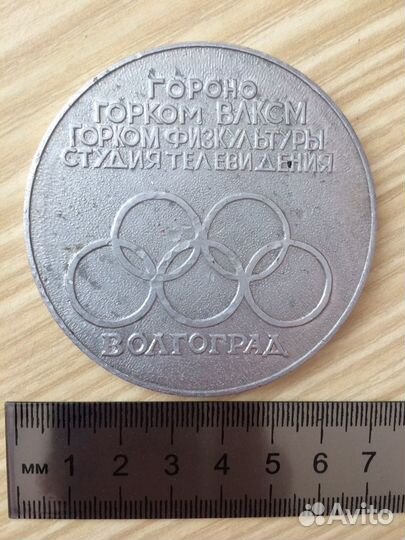 ГОРОНО
ГОРКОМ ВЛКСМ
ГОРКОМ ФИЗКУЛЬТУРЫ
СТУДИЯ ТЕЛЕВИДЕНИЯ
ВОЛГОГРАД
мм 1 2 3 4 5 6 7
Avito